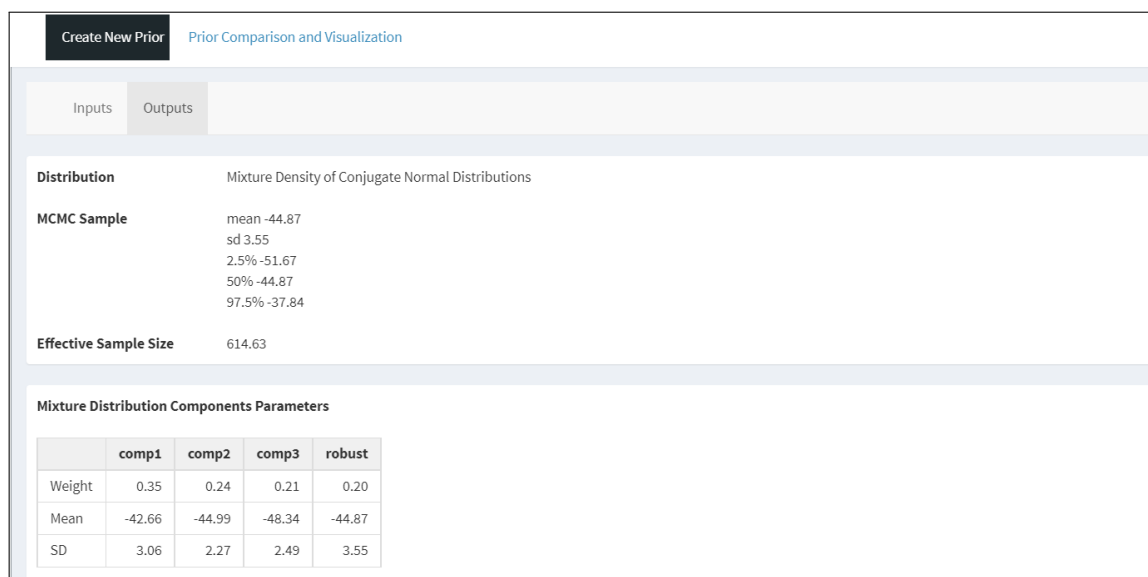 Create New Prior Prior Comparison and Visualization
Inputs Outputs
Distribution Mixture Density of Conjugate Normal Distributions
MCMC Sample mean -44.87
sd 3.55
2.5% -51.67
50% -44.87
97.5% -37.84
Effective Sample Size 614.63
Mixture Distribution Components Parameters
comp1 comp2 comp3 robust
Weight 0.35 0.24 0.21 0.20
Mean -42.66 -44.99 -48.34 -44.87
SD 3.06 2.27 2.49 3.55